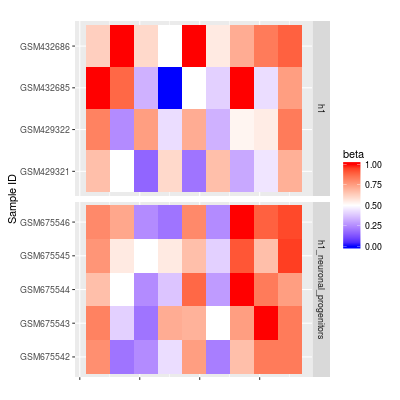 GSM432686
GSM432685
GSM429322
GSM429321
h1
GSM675546
GSM675545
GSM675544
GSM675543
GSM675542
h1_neuronal_progenitors
Sample ID
beta
1.00
0.75
0.50
0.25
0.00